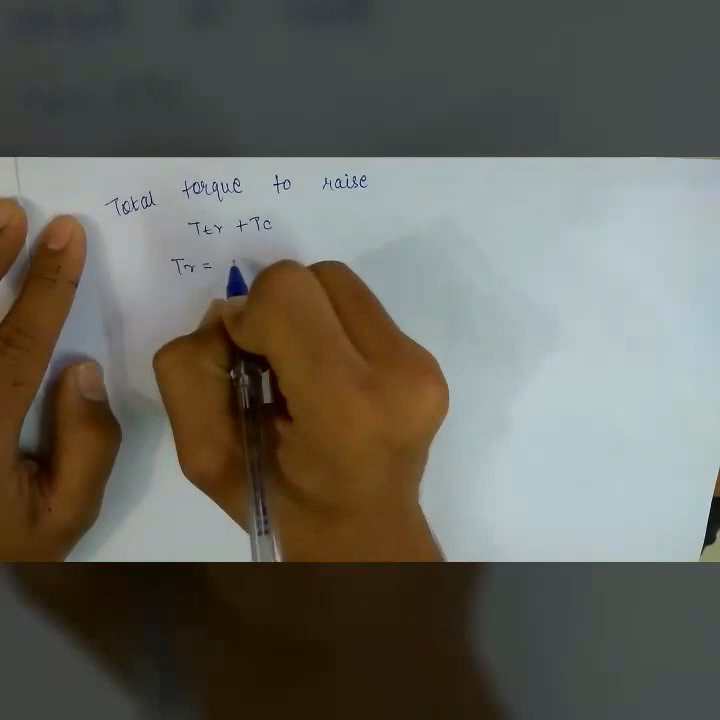 Total torque to raise
Ttr + Tc
Tr =